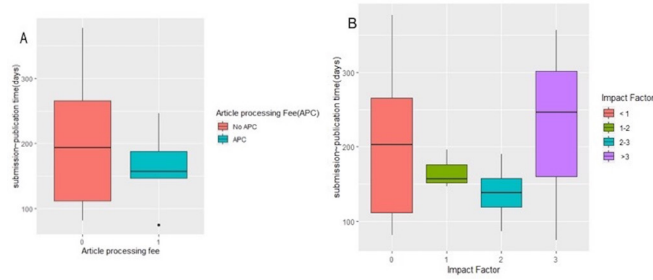 A
submission-publication time(days)
300
200
100
0
1
Article processing fee
Article processing Fee(APC)
No APC
APC
B
submission-publication time(days)
300
200
100
0
1
2
3
Impact Factor
Impact Factor
< 1
1-2
2-3
>3